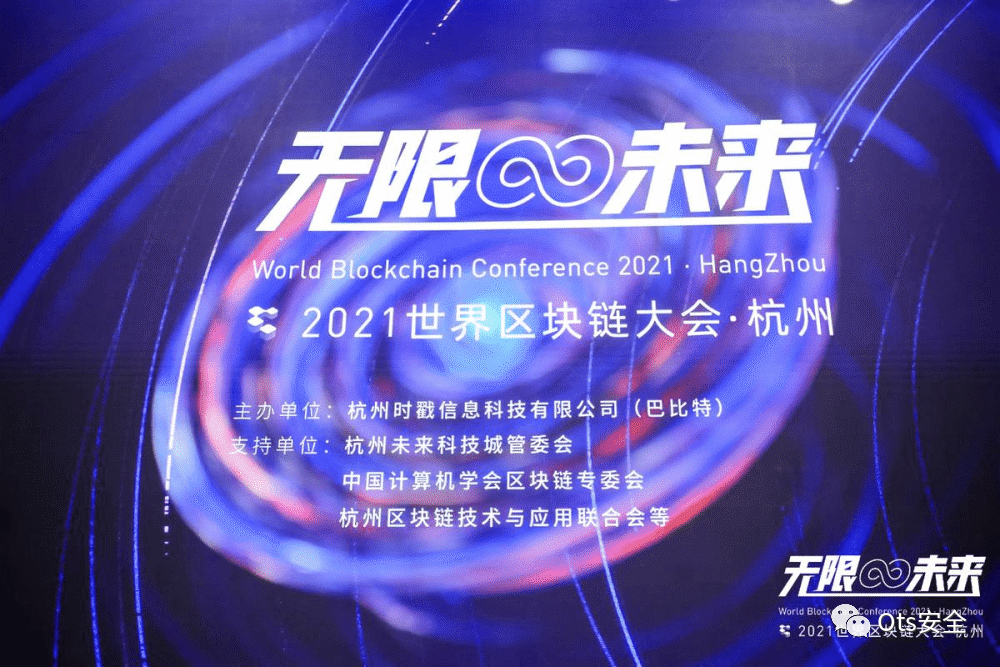 无限∞未来
World Blockchain Conference 2021 · HangZhou
2021世界区块链大会·杭州
主办单位：杭州时戳信息科技有限公司（巴比特）
支持单位：杭州未来科技城管委会
中国计算机学会区块链专委会
杭州区块链技术与应用联合会等
无限∞未来
World Blockchain Conference 2021 · HangZhou
2021世界区块链大会·杭州
Ots安全